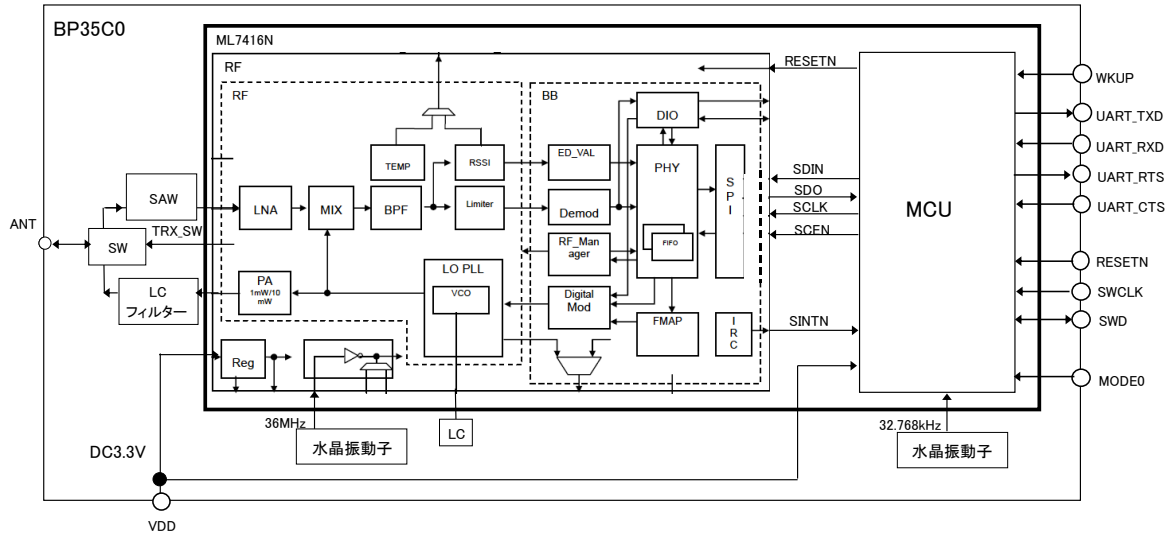 BP35C0
ML7416N
RF
RESETN
RF
BB
WKUP
DIO
UART_TXD
TEMP
RSSI
ED_VAL
PHY
UART_RXD
SDIN
UART_RTS
SAW
SPI
SDO
LNA
MIX
BPF
Limiter
Demod
SCLK
MCU
UART_CTS
ANT
TRX_SW
SW
RF_Man
ager
FIFO
SCEN
LO PLL
RESETN
PA
1mW/10
mW
VCO
LC
フィルター
Digital
Mod
SWCLK
FMAP
IRC
SINTN
SWD
Reg
MODE0
36MHz
LC
32.768kHz
水晶振動子
水晶振動子
DC3.3V
VDD